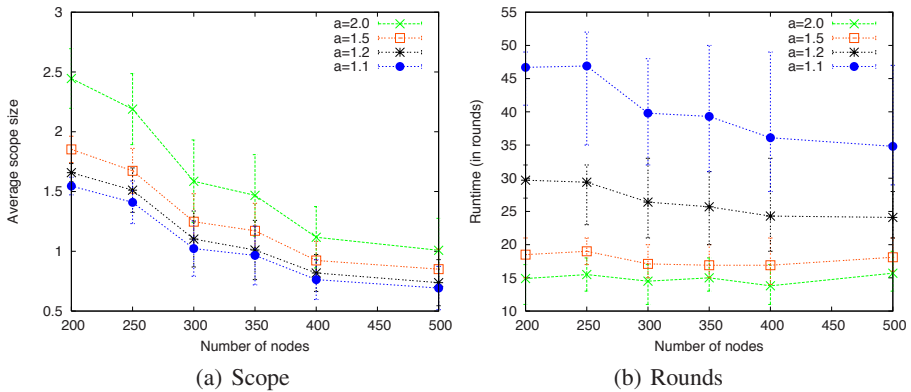 3
2.5
2
1.5
1
0.5
200 250 300 350 400 450 500
Average scope size
Number of nodes
a=2.0
a=1.5
a=1.2
a=1.1
(a) Scope
55
50
45
40
35
30
25
20
15
10
200 250 300 350 400 450 500
Runtime (in rounds)
Number of nodes
a=2.0
a=1.5
a=1.2
a=1.1
(b) Rounds